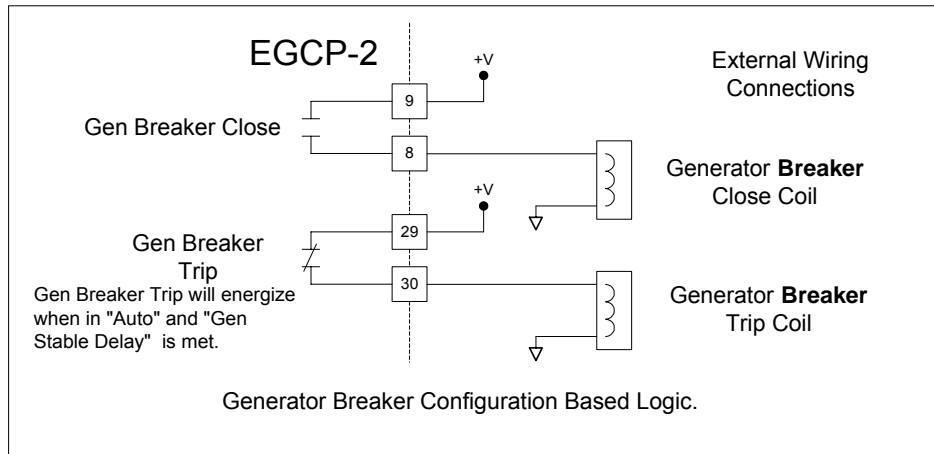 EGCP-2
+V
External Wiring
Connections
9
Gen Breaker Close
8
Generator Breaker
Close Coil
+V
29
Gen Breaker
Trip
30
Gen Breaker Trip will energize
when in "Auto" and "Gen
Stable Delay" is met.
Generator Breaker
Trip Coil
Generator Breaker Configuration Based Logic.